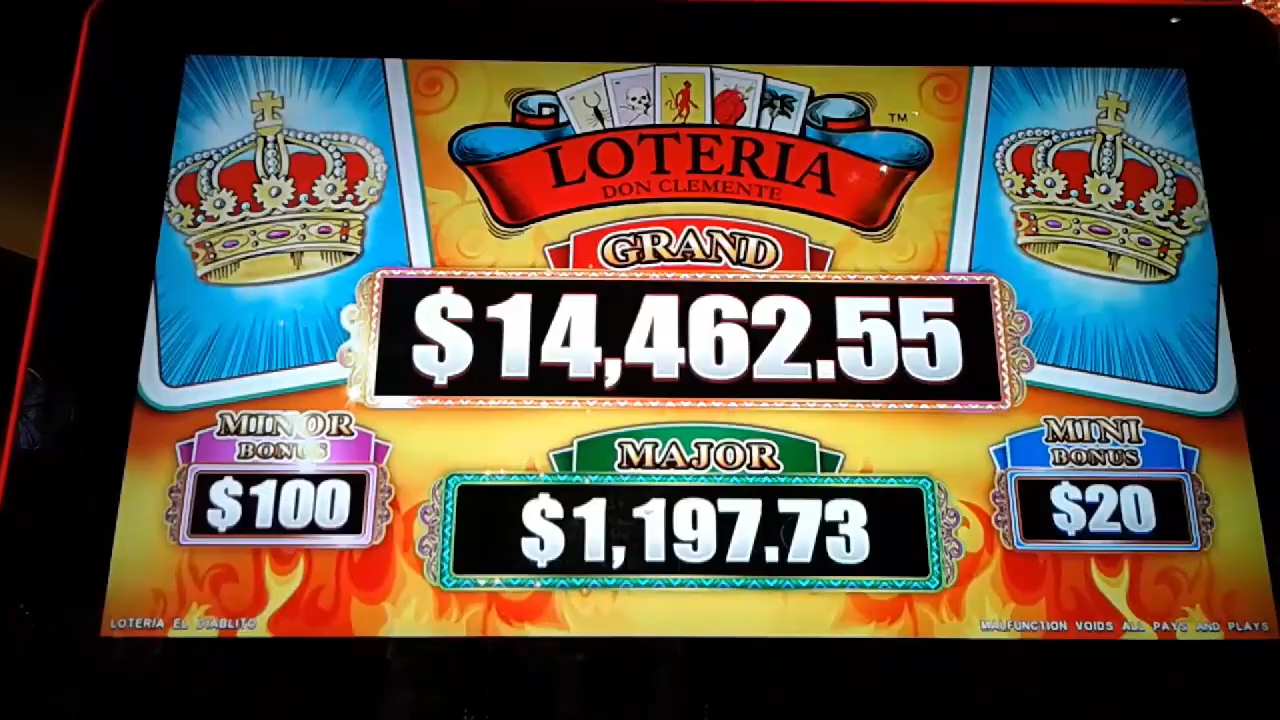 LOTERIA
TM
DON CLEMENTE
GRAND
$14,462.55
MINOR
BONUS
$100
MAJOR
$1,197.73
MINI
BONUS
$20
LOTERIA EL DIABLITO
MALFUNCTION VOIDS ALL PAYS AND PLAYS